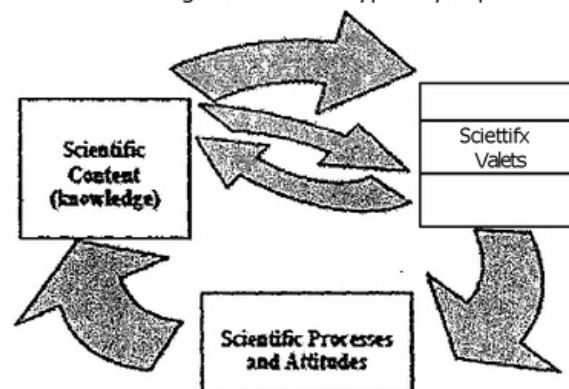 Scientific
Content
(knowledge)
Sciettifx
Valets
Scientific Processes
and Attitudes